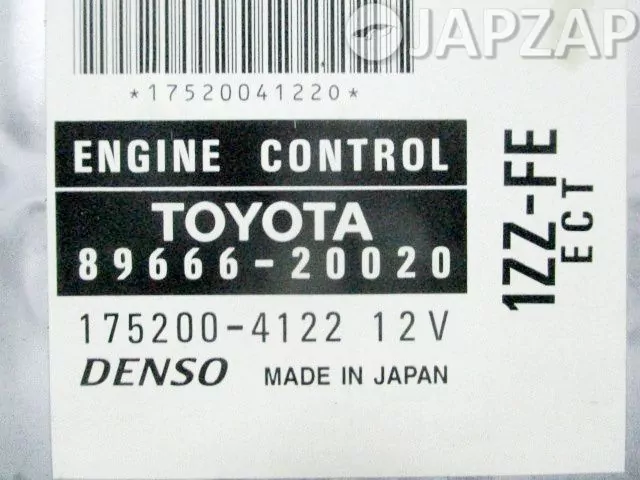 JAPZAP
*17520041220*
ENGINE CONTROL
TOYOTA
89666-20020
175200-4122 12V
DENSO MADE IN JAPAN
1ZZ-FE
ECT